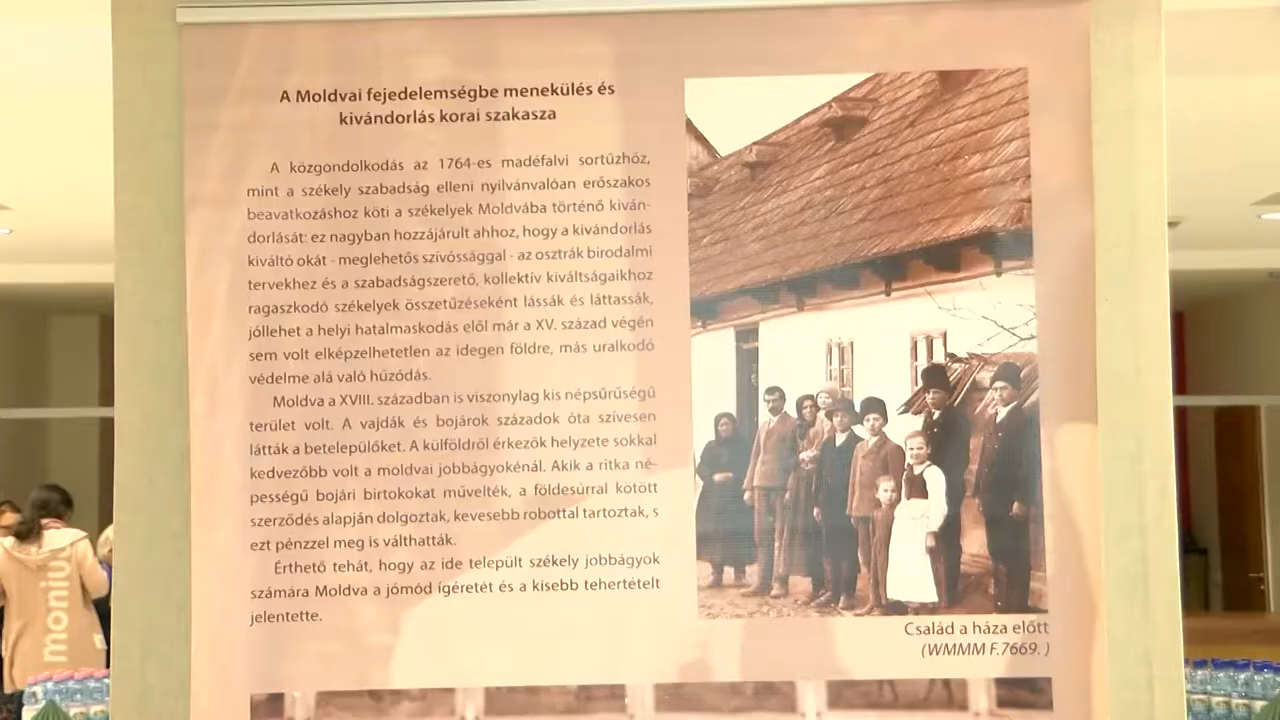 A Moldvai fejedelemségbe menekülés és
kivándorlás korai szakasza
A közgondolkodás az 1764-es madéfalvi sortűzhöz,
mint a székely szabadság elleni nyilvánvalóan erőszakos
beavatkozáshoz köti a székelyek Moldvába történő kiván-
dorlását: ez nagyban hozzájárult ahhoz, hogy a kivándorlás
kiváltó okát - meglehetős szívóssággal - az osztrák birodalmi
tervekhez és a szabadságszerető, kollektív kiváltságaikhoz
ragaszkodó székelyek összetűzéseként lássák és láttassák,
jóllehet a helyi hatalmaskodás elől már a XV. század végén
sem volt elképzelhetetlen az idegen földre, más uralkodó
védelme alá való húzódás.
Moldva a XVIII. században is viszonylag kis népsűrűségű
terület volt. A vajdák és bojárok századok óta szívesen
látták a betelepülőket. A külföldről érkezők helyzete sokkal
kedvezőbb volt a moldvai jobbágyokénál. Akik a ritka né-
pességű bojári birtokokat művelték, a földesúrral kötött
szerződés alapján dolgoztak, kevesebb robottal tartoztak, s
ezt pénzzel meg is válthatták.
Érthető tehát, hogy az ide települt székely jobbágyok
számára Moldva a jómód ígéretét és a kisebb tehertételt
jelentette.
Család a háza előtt
(WMMM F.7669. )
moniu